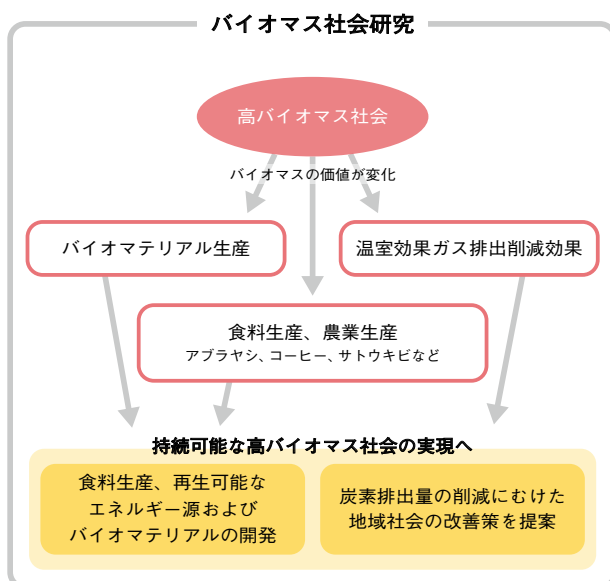 バイオマス社会研究
高バイオマス社会
バイオマスの価値が変化
バイオマテリアル生産
温室効果ガス排出削減効果
食料生産、農業生産
アブラヤシ、コーヒー、サトウキビなど
持続可能な高バイオマス社会の実現へ
食料生産、再生可能な
エネルギー源および
バイオマテリアルの開発
炭素排出量の削減にむけた
地域社会の改善策を提案